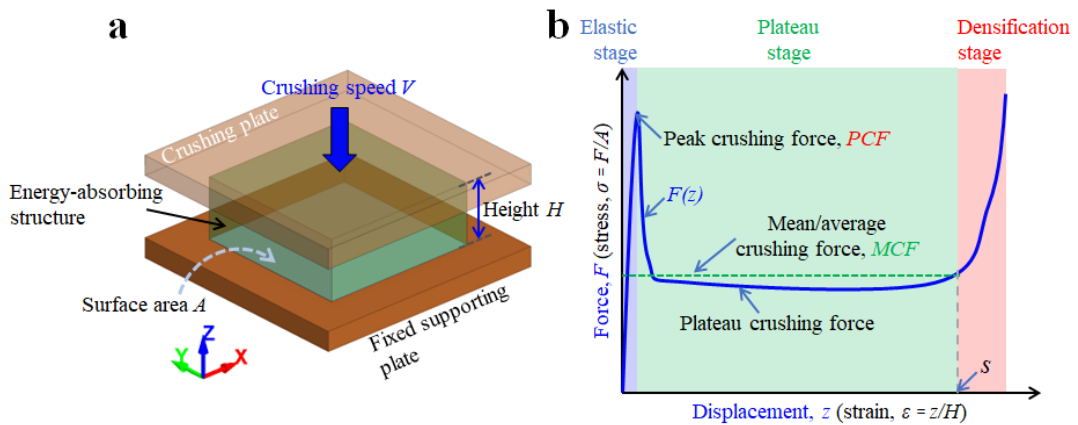 a
Crushing speed V
Crushing plate
Energy-absorbing
structure
Height H
Surface area A
Fixed supporting
plate
Z
Y
X
b
Elastic
stage
Plateau
stage
Densification
stage
Peak crushing force, PCF
F(z)
Mean/average
crushing force, MCF
Plateau crushing force
s
Force, F (stress, σ = F/A)
Displacement, z (strain, ε = z/H)